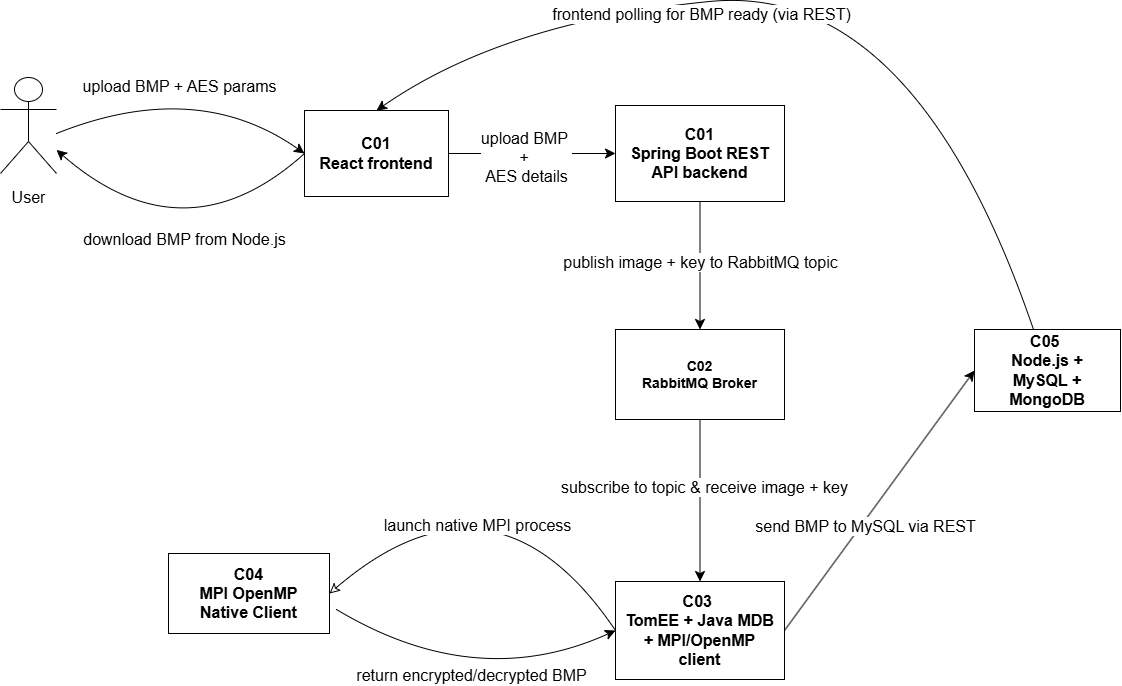 frontend polling for BMP ready (via REST)
upload BMP + AES params
User
download BMP from Node.js
C01
React frontend
upload BMP
+
AES details
C01
Spring Boot REST
API backend
publish image + key to RabbitMQ topic
C02
RabbitMQ Broker
C05
Node.js +
MySQL +
MongoDB
subscribe to topic & receive image + key
launch native MPI process
send BMP to MySQL via REST
C04
MPI OpenMP
Native Client
C03
TomEE + Java MDB
+ MPI/OpenMP
client
return encrypted/decrypted BMP